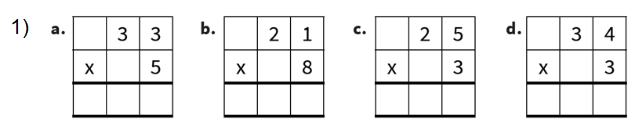 1) a. 3 3 b. 2 1 c. 2 5 d. 3 4
x 5 x 8 x 3 x 3